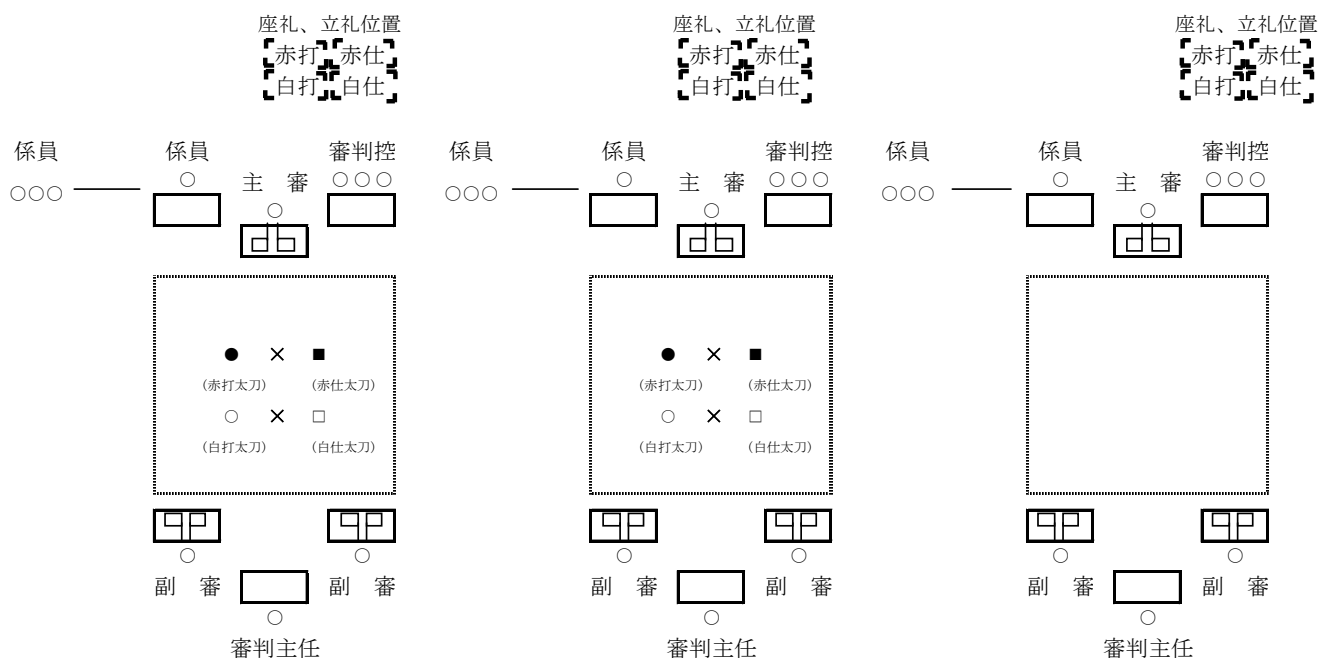 座礼、立礼位置 座礼、立礼位置 座礼、立礼位置
赤打 赤仕 赤打 赤仕 赤打 赤仕
白打 白仕 白打 白仕 白打 白仕
係員 係員 審判控 係員 係員 審判控 係員 係員 審判控
○○○ ○ 主 審 ○○○ ○○○ ○ 主 審 ○○○ ○○○ ○ 主 審 ○○○
○ ○ ○
● × ■ ● × ■
(赤打太刀) (赤仕太刀) (赤打太刀) (赤仕太刀)
○ × □ ○ × □
(白打太刀) (白仕太刀) (白打太刀) (白仕太刀)
○ ○ ○ ○ ○ ○
副 審 副 審 副 審 副 審 副 審 副 審
○ ○ ○
審判主任 審判主任 審判主任